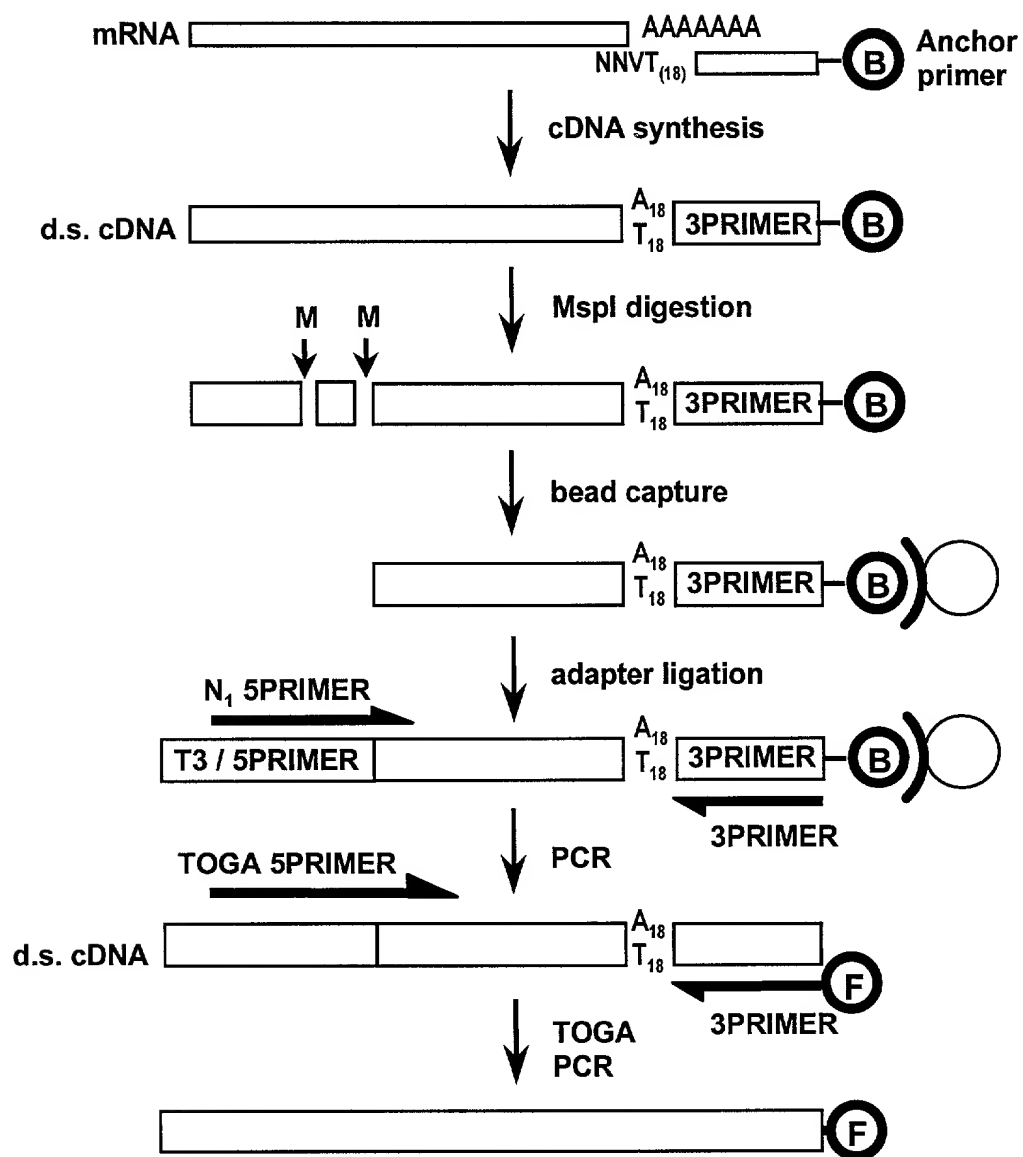 mRNA
AAAAAAA
NNVT(18)
B
Anchor
primer
cDNA synthesis
d.s. cDNA
A18
T18
3PRIMER
B
M
M
MspI digestion
A18
T18
3PRIMER
B
bead capture
A18
T18
3PRIMER
B
adapter ligation
N1 5PRIMER
T3 / 5PRIMER
A18
T18
3PRIMER
B
3PRIMER
PCR
TOGA 5PRIMER
d.s. cDNA
A18
T18
F
3PRIMER
TOGA
PCR
F